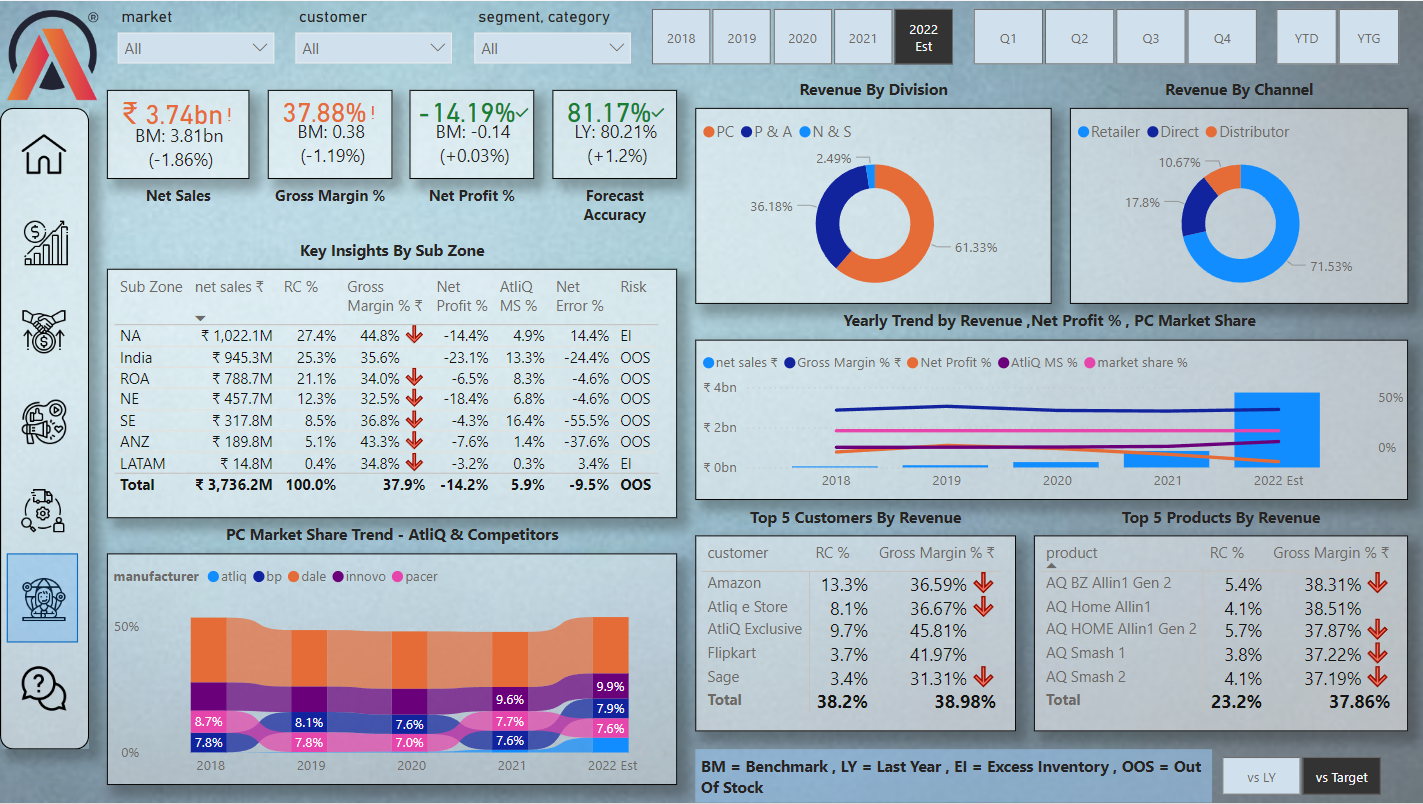 ®
market
customer
segment, category
All
All
All
2018
2019
2020
2021
2022
Est
Q1
Q2
Q3
Q4
YTD
YTG
₹ 3.74bn !
BM: 3.81bn
(-1.86%)
Net Sales
37.88% !
BM: 0.38
(-1.19%)
Gross Margin %
-14.19%
BM: -0.14
(+0.03%)
Net Profit %
81.17%
LY: 80.21%
(+1.2%)
Forecast
Accuracy
Revenue By Division
PC P & A N & S
2.49%
36.18%
61.33%
Revenue By Channel
Retailer Direct Distributor
10.67%
17.8%
71.53%
Key Insights By Sub Zone
Sub Zone net sales ₹ RC % Gross Margin % ₹ Net Profit % AtliQ MS % Net Error % Risk
NA ₹ 1,022.1M 27.4% 44.8% -14.4% 4.9% 14.4% EI
India ₹ 945.3M 25.3% 35.6% -23.1% 13.3% -24.4% OOS
ROA ₹ 788.7M 21.1% 34.0% -6.5% 8.3% -4.6% OOS
NE ₹ 457.7M 12.3% 32.5% -18.4% 6.8% -4.6% OOS
SE ₹ 317.8M 8.5% 36.8% -4.3% 16.4% -55.5% OOS
ANZ ₹ 189.8M 5.1% 43.3% -7.6% 1.4% -37.6% OOS
LATAM ₹ 14.8M 0.4% 34.8% -3.2% 0.3% 3.4% EI
Total ₹ 3,736.2M 100.0% 37.9% -14.2% 5.9% -9.5% OOS
Yearly Trend by Revenue ,Net Profit % , PC Market Share
net sales ₹ Gross Margin % ₹ Net Profit % AtliQ MS % market share %
₹ 4bn
₹ 2bn
₹ 0bn
50%
0%
2018 2019 2020 2021 2022 Est
PC Market Share Trend - AtliQ & Competitors
manufacturer atliq bp dale innovo pacer
50%
0%
8.7%
7.8%
8.1%
7.8%
7.6%
7.0%
9.6%
7.7%
7.6%
9.9%
7.9%
7.6%
2018 2019 2020 2021 2022 Est
Top 5 Customers By Revenue
customer RC % Gross Margin % ₹
Amazon 13.3% 36.59%
Atliq e Store 8.1% 36.67%
AtliQ Exclusive 9.7% 45.81%
Flipkart 3.7% 41.97%
Sage 3.4% 31.31%
Total 38.2% 38.98%
Top 5 Products By Revenue
product RC % Gross Margin % ₹
AQ BZ Allin1 Gen 2 5.4% 38.31%
AQ Home Allin1 4.1% 38.51%
AQ HOME Allin1 Gen 2 5.7% 37.87%
AQ Smash 1 3.8% 37.22%
AQ Smash 2 4.1% 37.19%
Total 23.2% 37.86%
BM = Benchmark , LY = Last Year , EI = Excess Inventory , OOS = Out
Of Stock
vs LY
vs Target